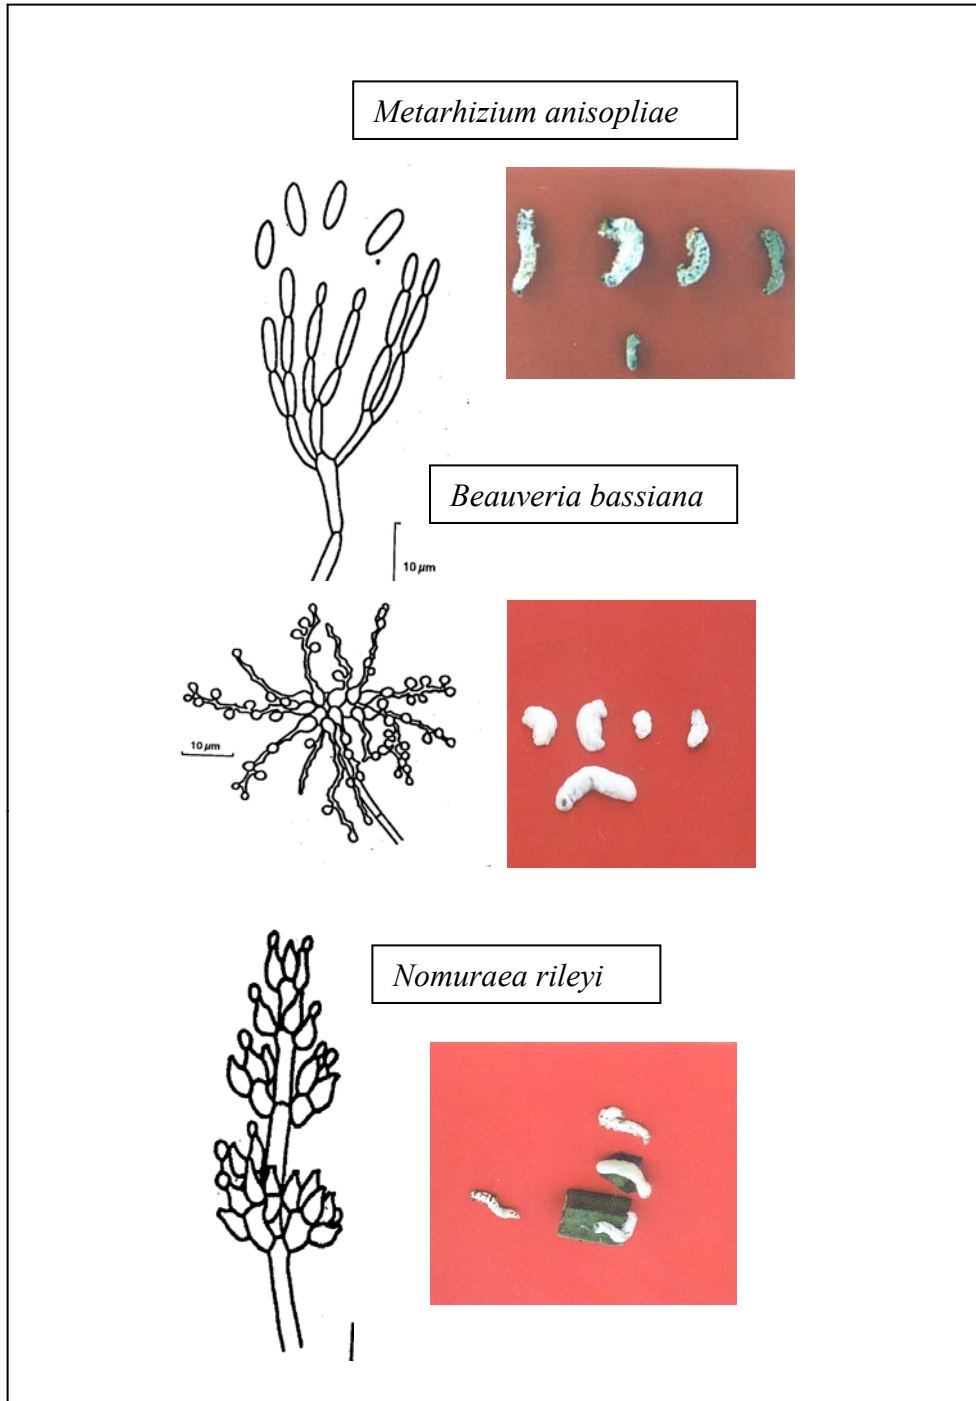 Metarhizium anisopliae
10 µm
Beauveria bassiana
10 µm
Nomuraea rileyi